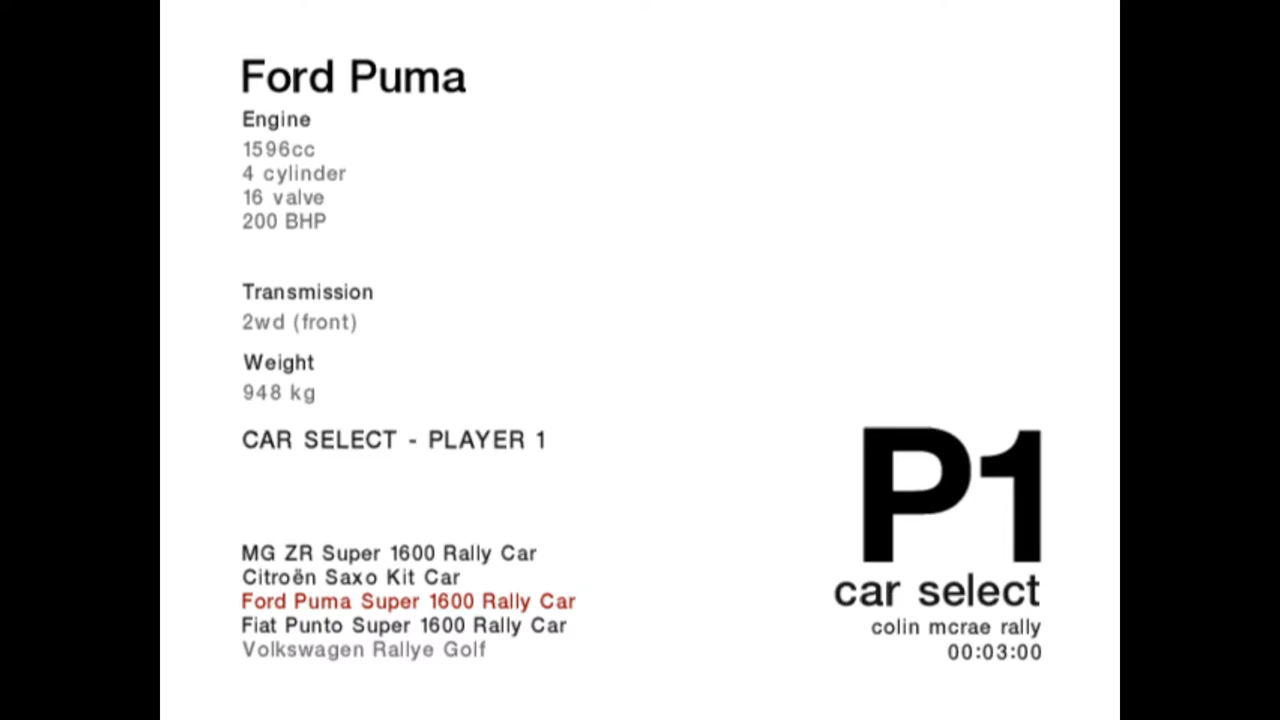 Ford Puma
Engine
1596cc
4 cylinder
16 valve
200 BHP
Transmission
2wd (front)
Weight
948 kg
CAR SELECT - PLAYER 1
MG ZR Super 1600 Rally Car
Citroën Saxo Kit Car
Ford Puma Super 1600 Rally Car
Fiat Punto Super 1600 Rally Car
Volkswagen Rallye Golf
P1
car select
colin mcrae rally
00:03:00